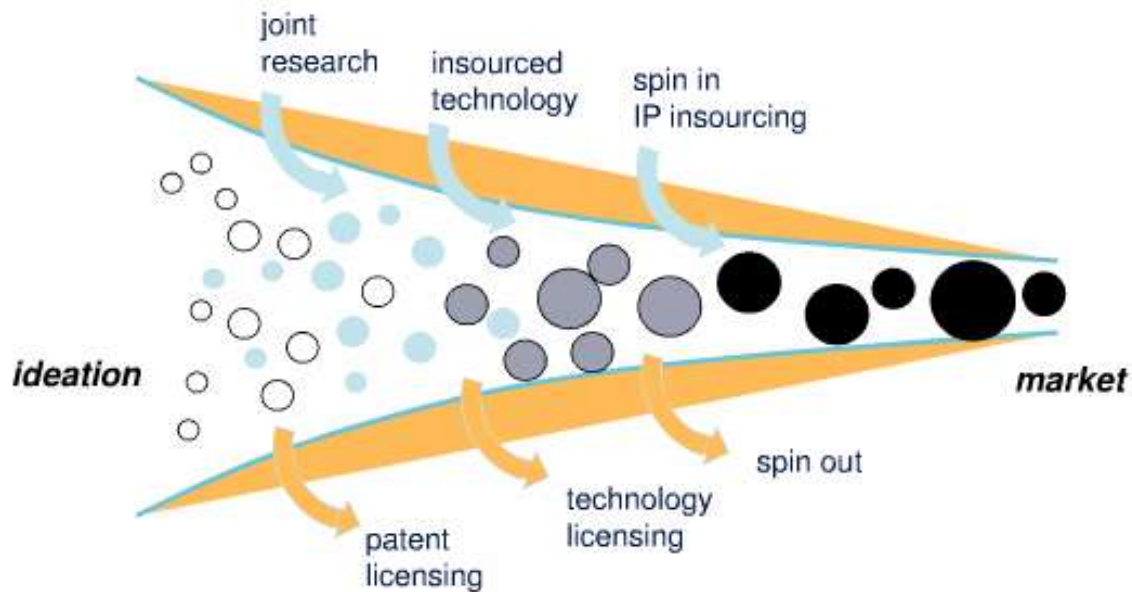 joint
research
insourced
technology
spin in
IP insourcing
ideation
market
spin out
technology
licensing
patent
licensing